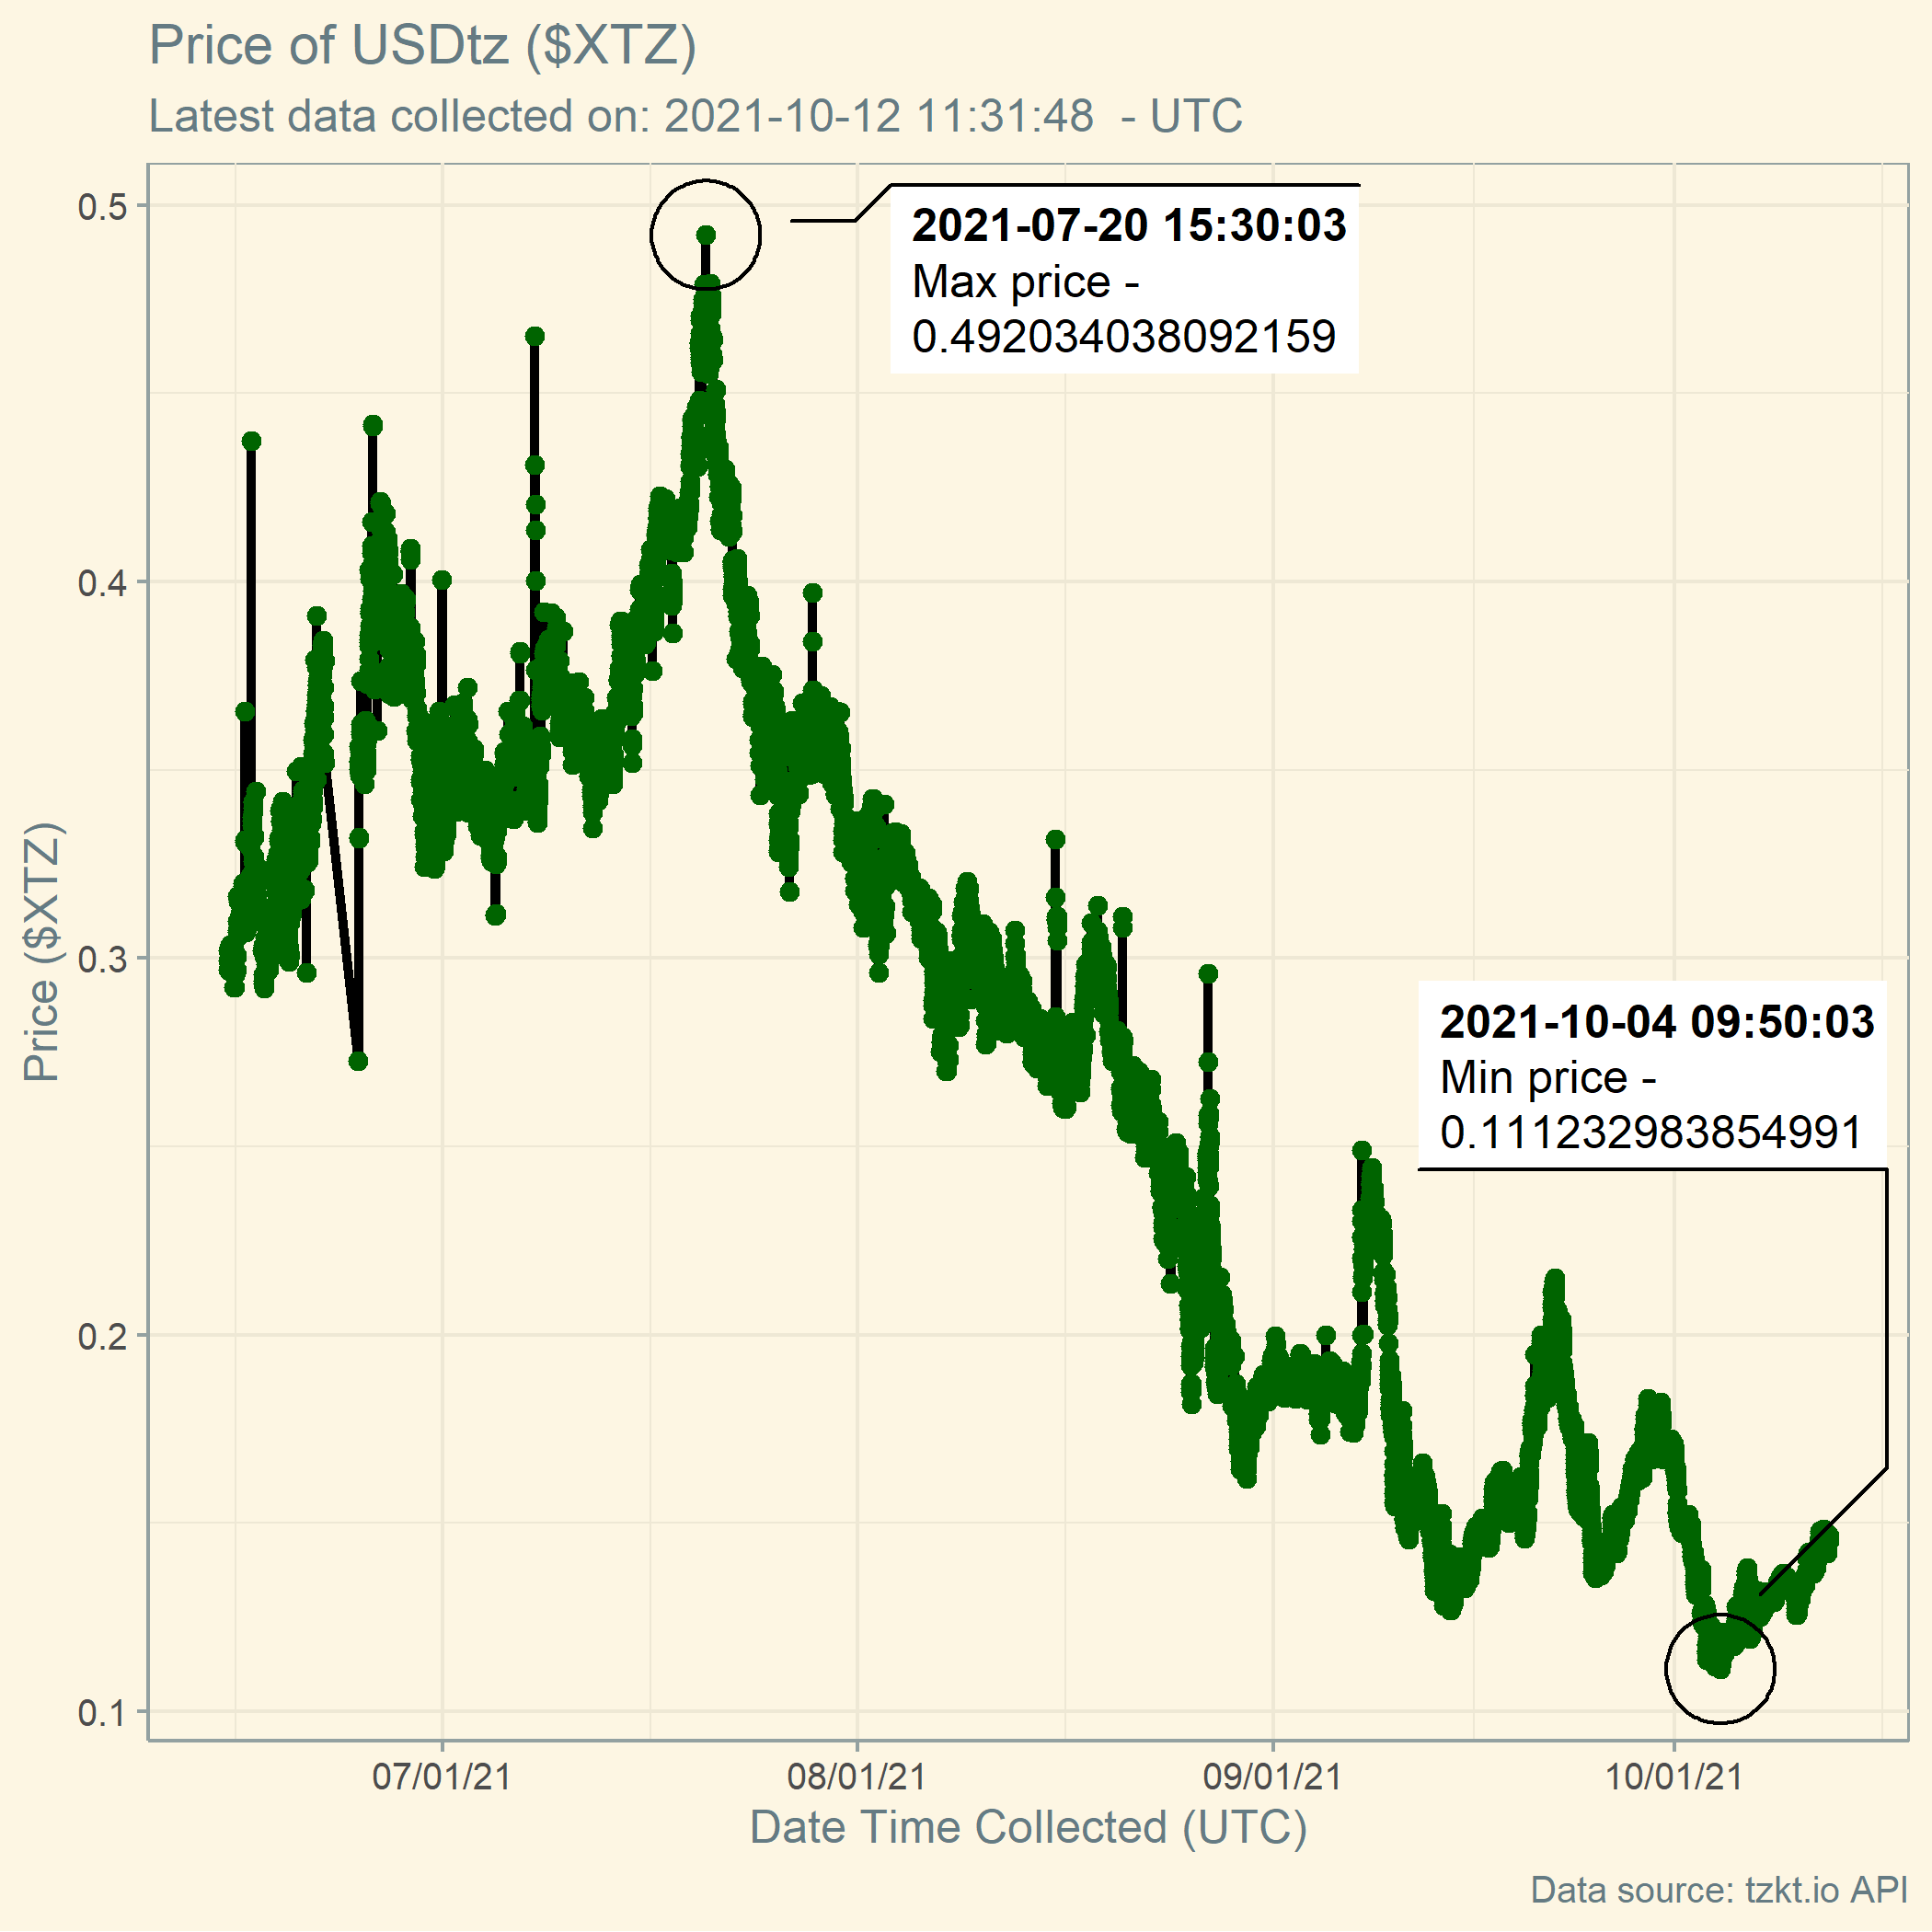 Price of USDtz ($XTZ)
Latest data collected on: 2021-10-12 11:31:48  - UTC
2021-07-20 15:30:03
Max price -
0.492034038092159
2021-10-04 09:50:03
Min price -
0.111232983854991
Price ($XTZ)
0.5
0.4
0.3
0.2
0.1
07/01/21
08/01/21
09/01/21
10/01/21
Date Time Collected (UTC)
Data source: tzkt.io API